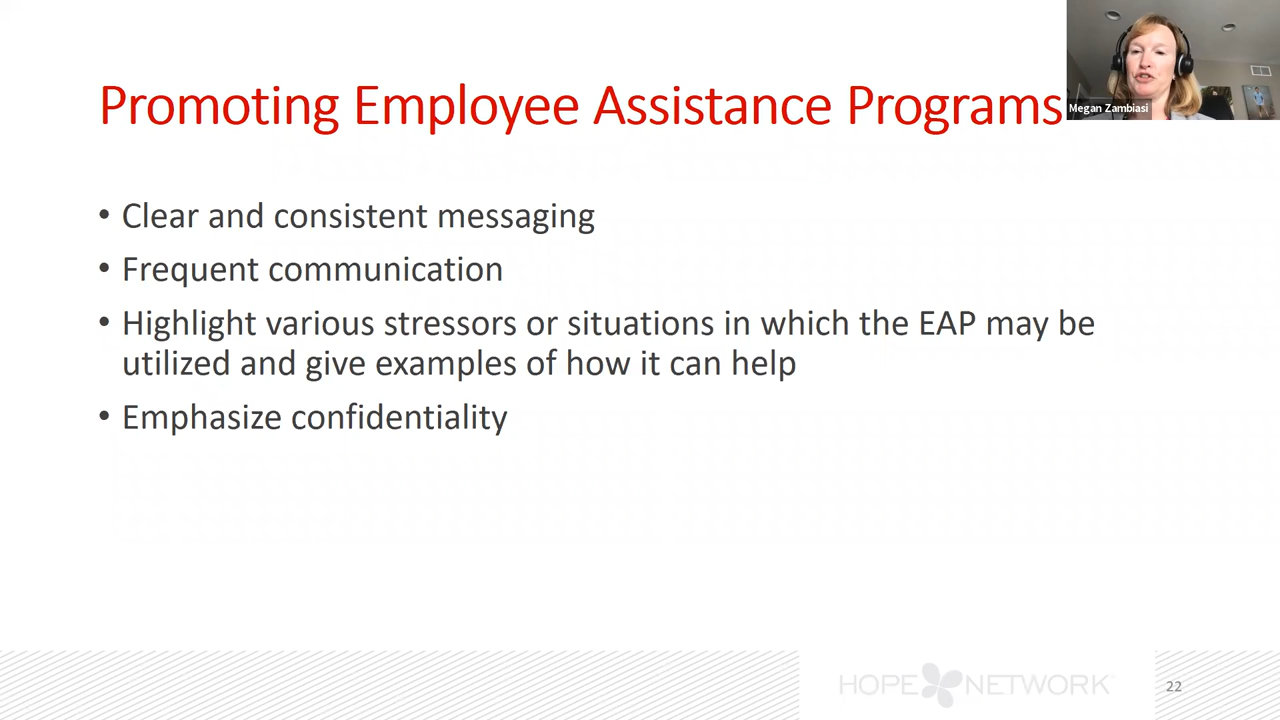 Promoting Employee Assistance Programs
Megan Zambiasi
• Clear and consistent messaging
• Frequent communication
• Highlight various stressors or situations in which the EAP may be
utilized and give examples of how it can help
• Emphasize confidentiality
HOPE NETWORK
22